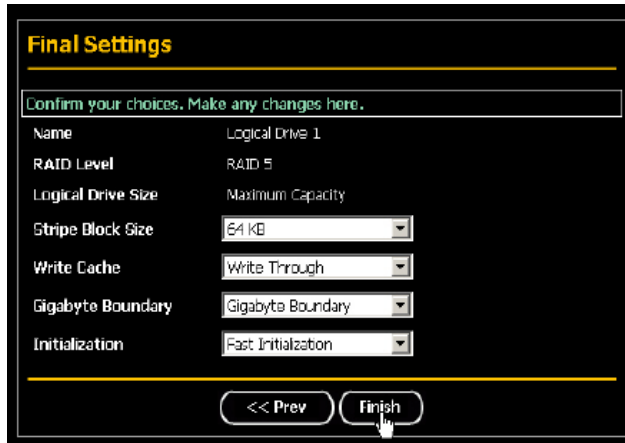 Final Settings
Confirm your choices. Make any changes here.
Name Logical Drive 1
RAID Level RAID 5
Logical Drive Size Maximum Capacity
Stripe Block Size 64 KB
Write Cache Write Through
Gigabyte Boundary Gigabyte Boundary
Initialization Fast Initialzation
<< Prev Finish